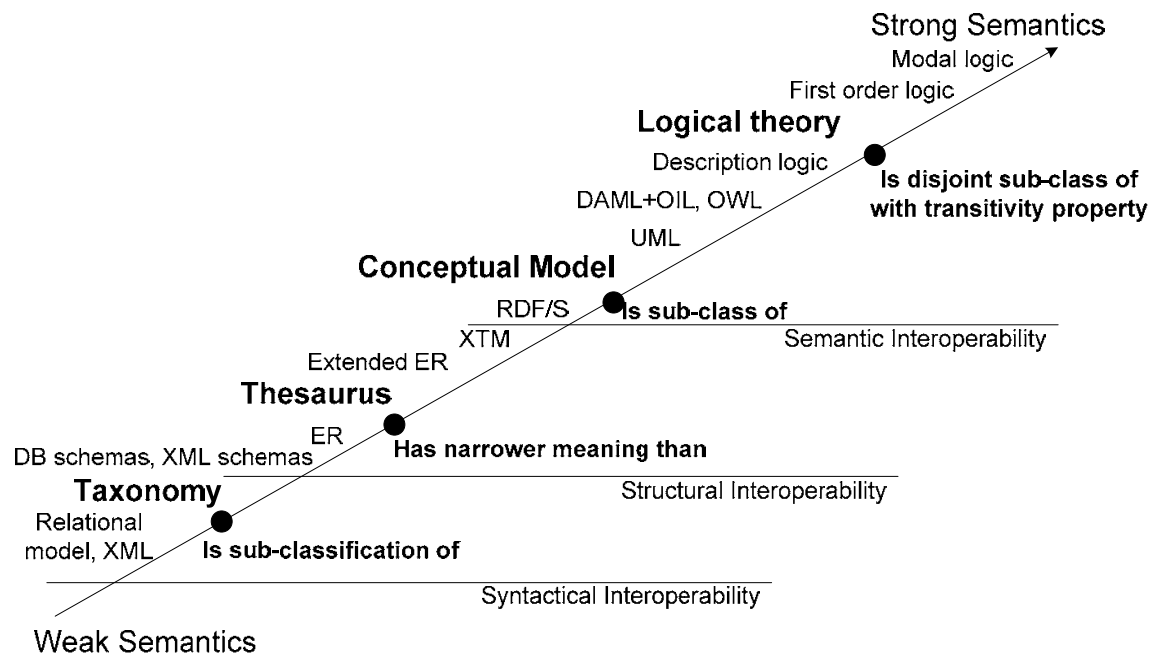 Strong Semantics
Modal logic
First order logic
Logical theory
Description logic
Is disjoint sub-class of
with transitivity property
DAML+OIL, OWL
UML
Conceptual Model
RDF/S
Is sub-class of
XTM
Semantic Interoperability
Extended ER
Thesaurus
ER
Has narrower meaning than
DB schemas, XML schemas
Taxonomy
Structural Interoperability
Relational
model, XML
Is sub-classification of
Syntactical Interoperability
Weak Semantics